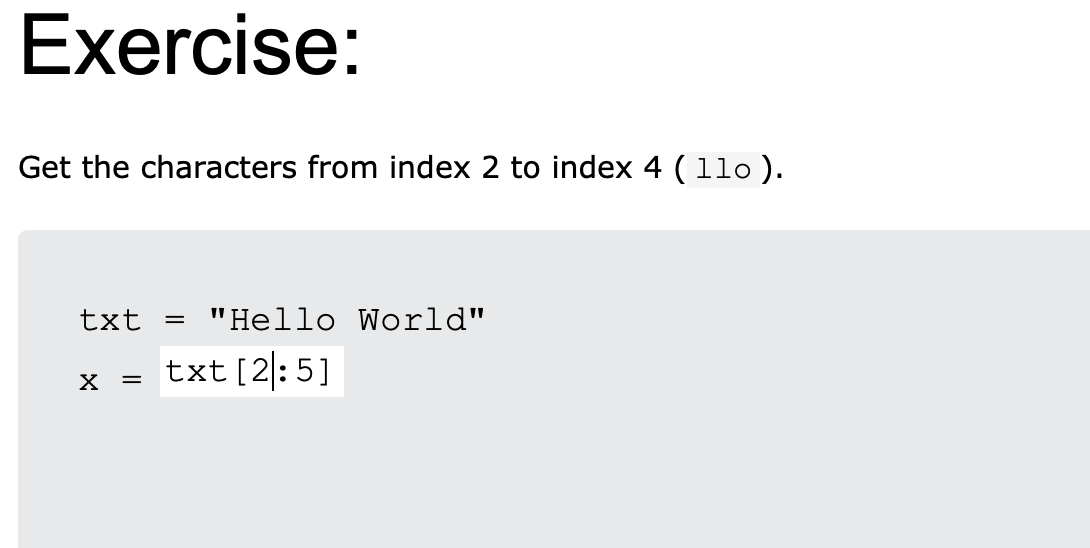 Exercise:
Get the characters from index 2 to index 4 (llo).
txt = "Hello World"
x = txt[2:5]